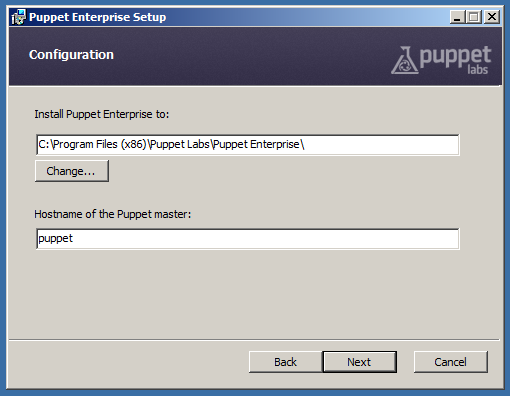 Puppet Enterprise Setup
Configuration
puppet
labs
Install Puppet Enterprise to:
C:\Program Files (x86)\Puppet Labs\Puppet Enterprise\
Change...
Hostname of the Puppet master:
puppet
Back Next Cancel